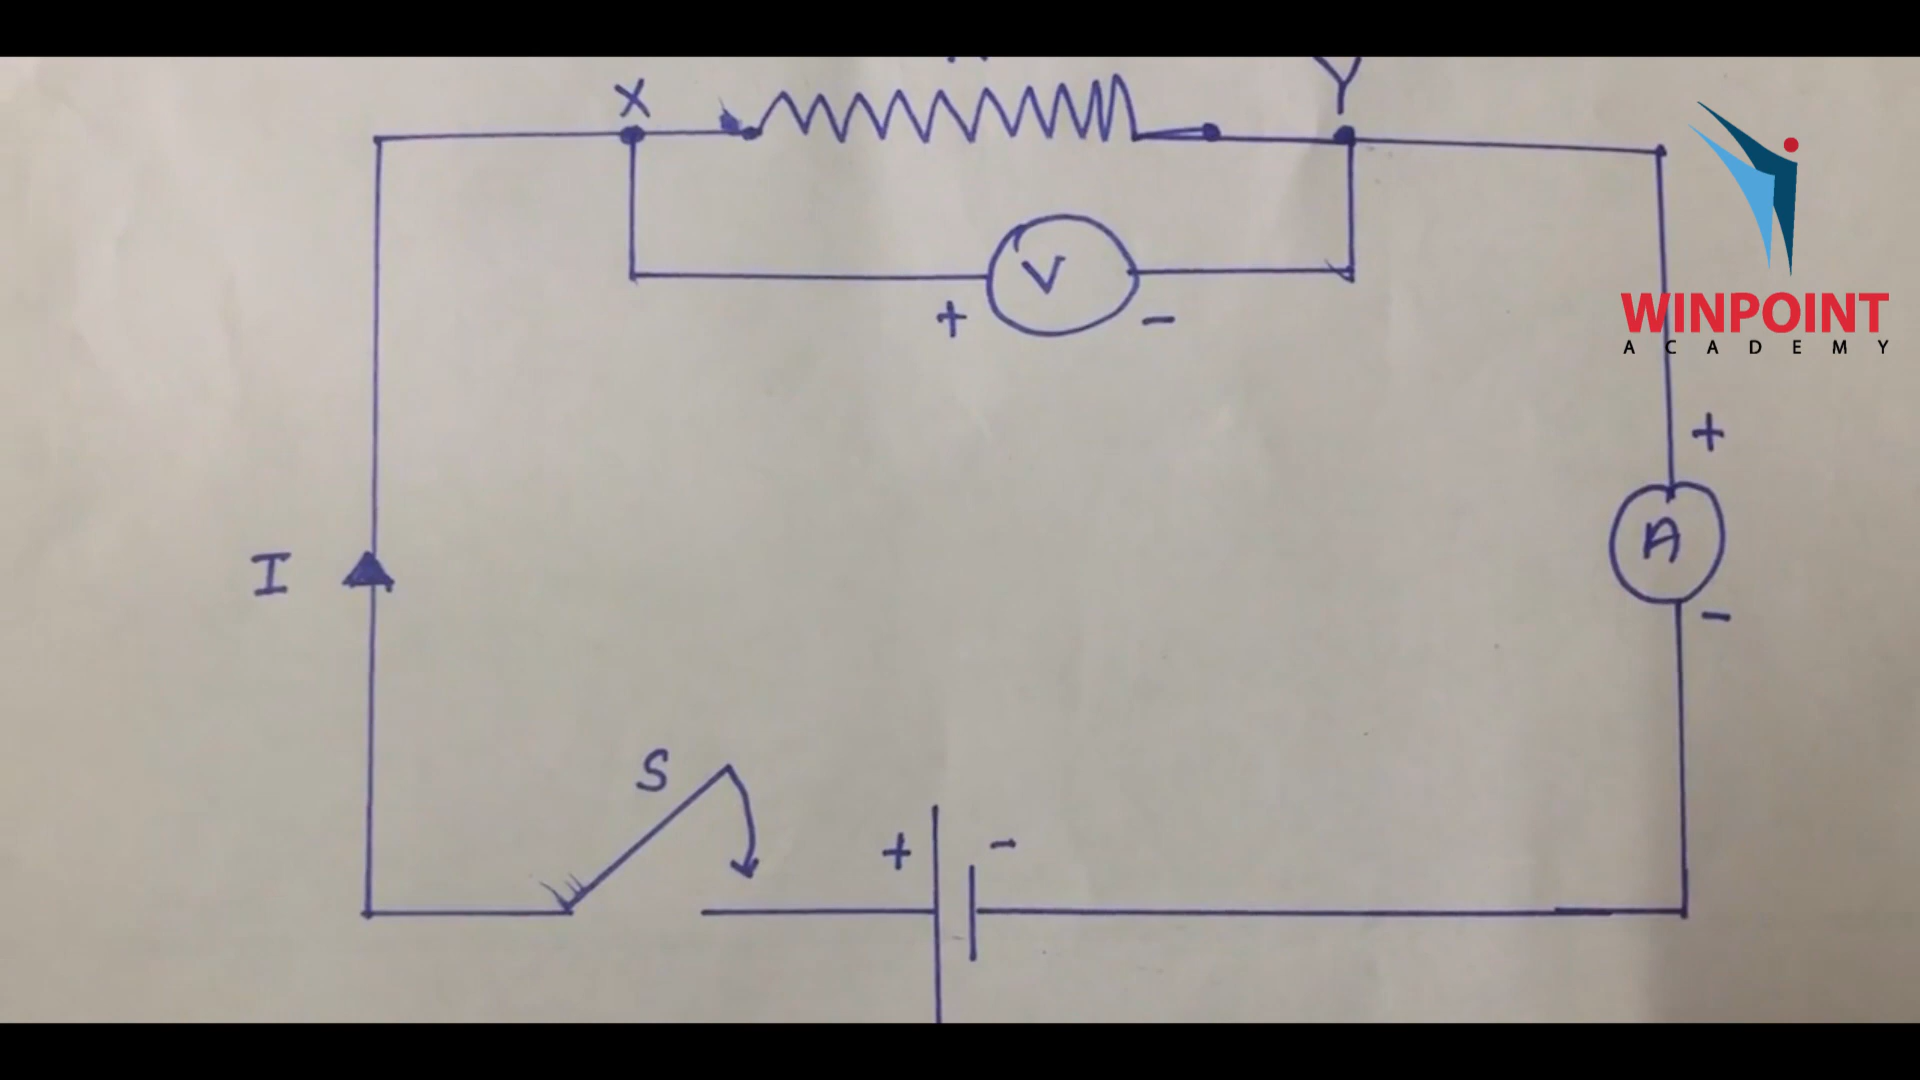 X
Y
V
+
-
WINPOINT
ACADEMY
+
A
-
I
S
+
-